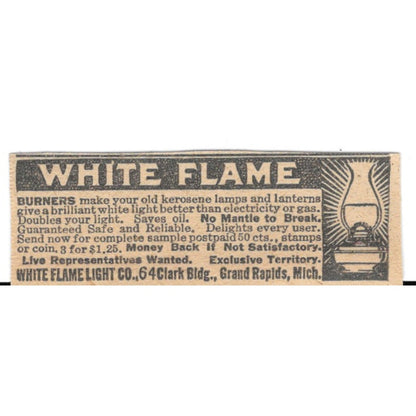 WHITE FLAME
BURNERS make your old kerosene lamps and lanterns
give a brilliant white light better than electricity or gas.
Doubles your light. Saves oil. No Mantle to Break.
Guaranteed Safe and Reliable. Delights every user.
Send now for complete sample postpaid 50 cts., stamps
or coin, 3 for $1.25. Money Back If Not Satisfactory.
Live Representatives Wanted. Exclusive Territory.
WHITE FLAME LIGHT CO., 64 Clark Bldg., Grand Rapids, Mich.